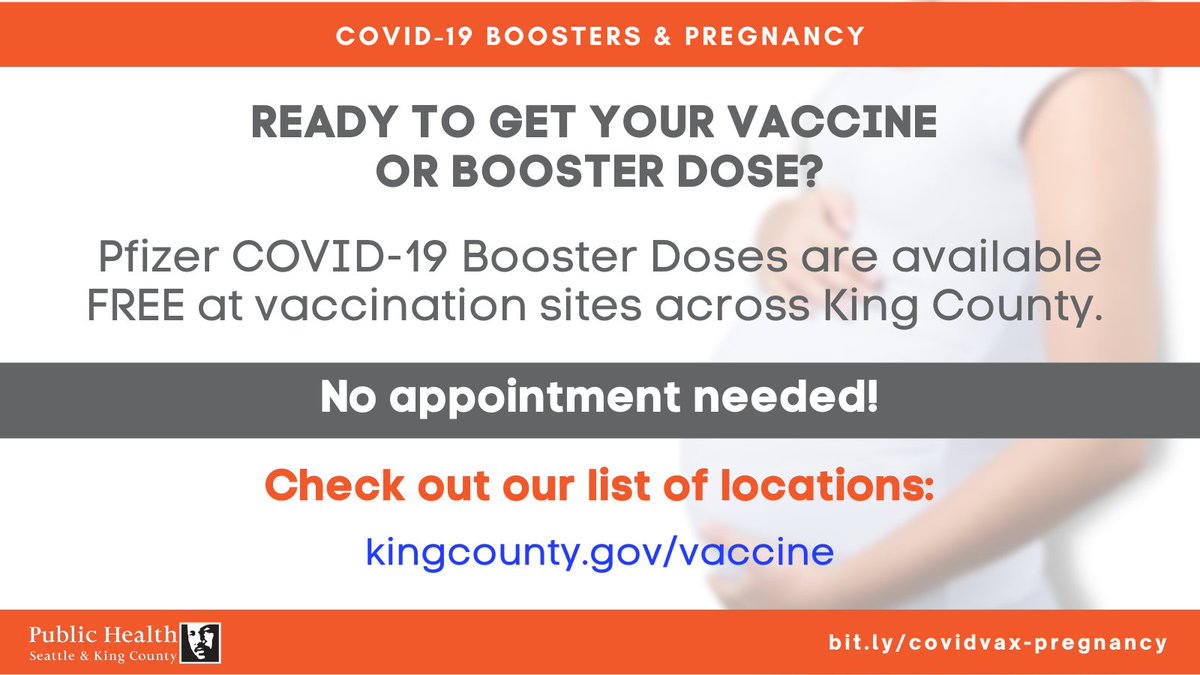 COVID-19 BOOSTERS & PREGNANCY
READY TO GET YOUR VACCINE
OR BOOSTER DOSE?
Pfizer COVID-19 Booster Doses are available
FREE at vaccination sites across King County.
No appointment needed!
Check out our list of locations:
kingcounty.gov/vaccine
Public Health
Seattle & King County
bit.ly/covidvax-pregnancy